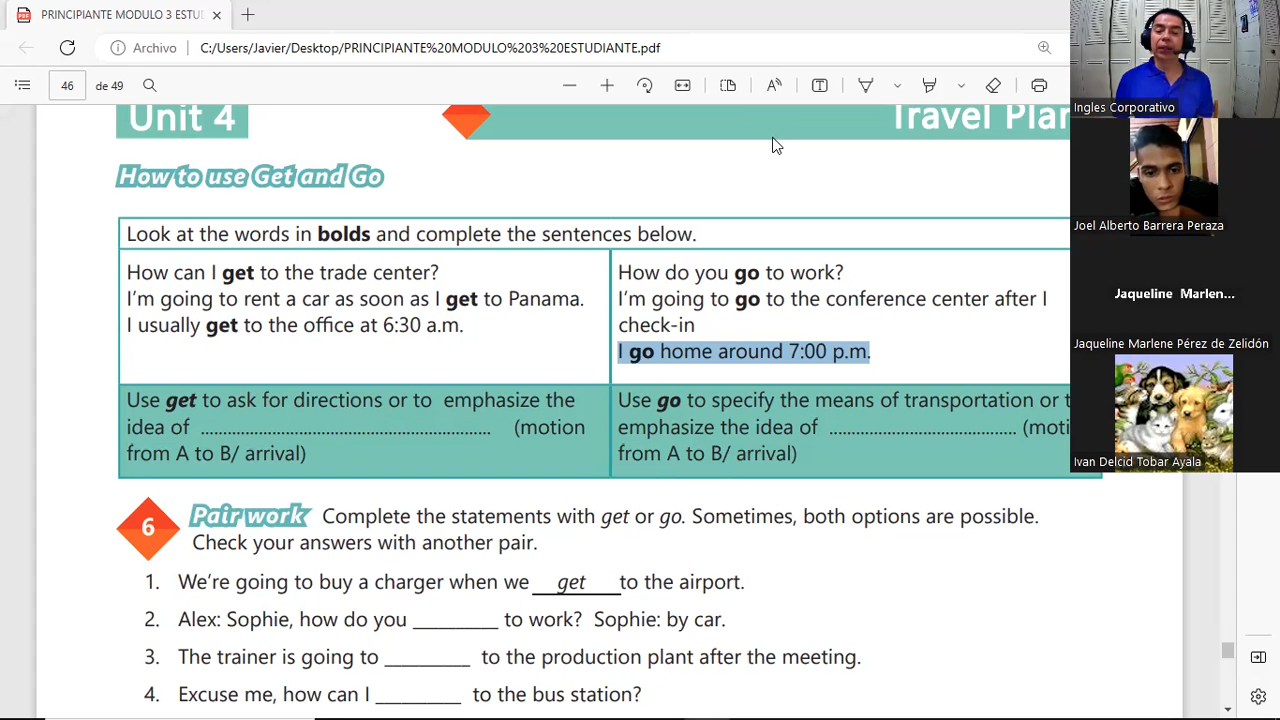 PRINCIPIANTE MODULO 3 ESTU
Archivo
C:/Users/Javier/Desktop/PRINCIPIANTE%20MODULO%203%20ESTUDIANTE.pdf
46 de 49
Unit 4
Travel Plan
How to use Get and Go
Look at the words in bolds and complete the sentences below.
How can I get to the trade center?
I'm going to rent a car as soon as I get to Panama.
I usually get to the office at 6:30 a.m.
How do you go to work?
I'm going to go to the conference center after I
check-in
I go home around 7:00 p.m.
Use get to ask for directions or to emphasize the
idea of .......................................................... (motion
from A to B/ arrival)
Use go to specify the means of transportation or t
emphasize the idea of ...................................... (moti
from A to B/ arrival)
6
Pair work Complete the statements with get or go. Sometimes, both options are possible.
Check your answers with another pair.
1. We're going to buy a charger when we ___get___ to the airport.
2. Alex: Sophie, how do you _________ to work? Sophie: by car.
3. The trainer is going to _________ to the production plant after the meeting.
4. Excuse me, how can I _________ to the bus station?
Ingles Corporativo
Joel Alberto Barrera Peraza
Jaqueline Marlen...
Jaqueline Marlene Pérez de Zelidón
Ivan Delcid Tobar Ayala